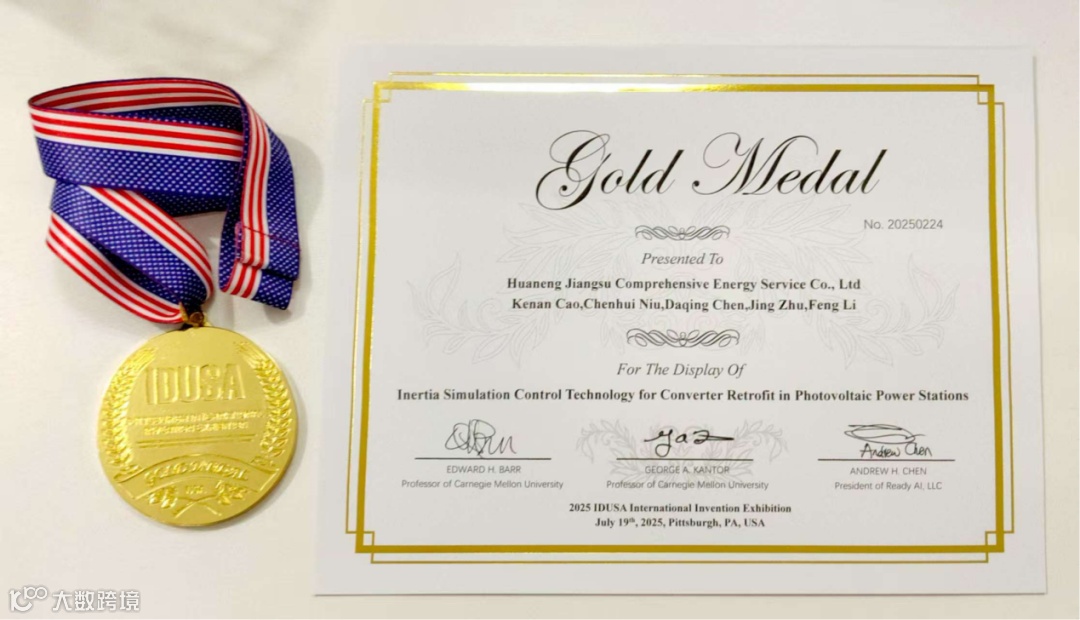 IDUSA
Gold Medal
No. 20250224
Presented To
Huaneng Jiangsu Comprehensive Energy Service Co., Ltd
Kenan Cao,Chenhui Niu,Daqing Chen,Jing Zhu,Feng Li
For The Display Of
Inertia Simulation Control Technology for Converter Retrofit in Photovoltaic Power Stations
Andrew Chen
EDWARD H. BARR
Professor of Carnegie Mellon University
GEORGE A. KANTOR
Professor of Carnegie Mellon University
ANDREW H. CHEN
President of Ready AI, LLC
2025 IDUSA International Invention Exhibition
July 19th, 2025, Pittsburgh, PA, USA
大数跨境